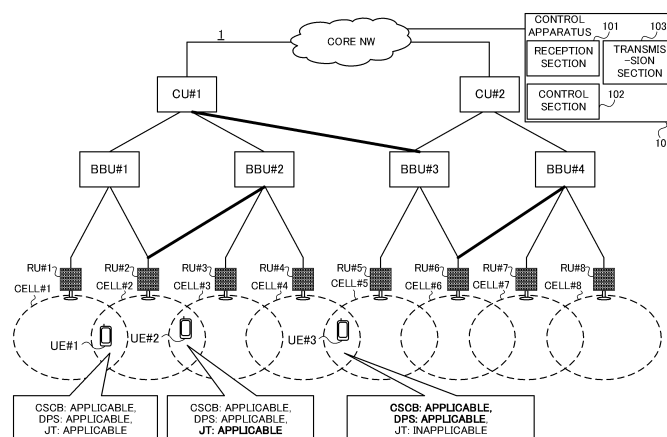 1
CORE NW
CONTROL
APPARATUS
101
103
RECEPTION
SECTION
TRANSMIS
-SION
SECTION
CONTROL
SECTION
102
10
CU#1
CU#2
BBU#1
BBU#2
BBU#3
BBU#4
RU#1
RU#2
RU#3
RU#4
RU#5
RU#6
RU#7
RU#8
CELL#1
CELL#2
CELL#3
CELL#4
CELL#5
CELL#6
CELL#7
CELL#8
UE#1
UE#2
UE#3
CSCB: APPLICABLE,
DPS: APPLICABLE,
JT: APPLICABLE
CSCB: APPLICABLE,
DPS: APPLICABLE,
JT: APPLICABLE
CSCB: APPLICABLE,
DPS: APPLICABLE,
JT: INAPPLICABLE